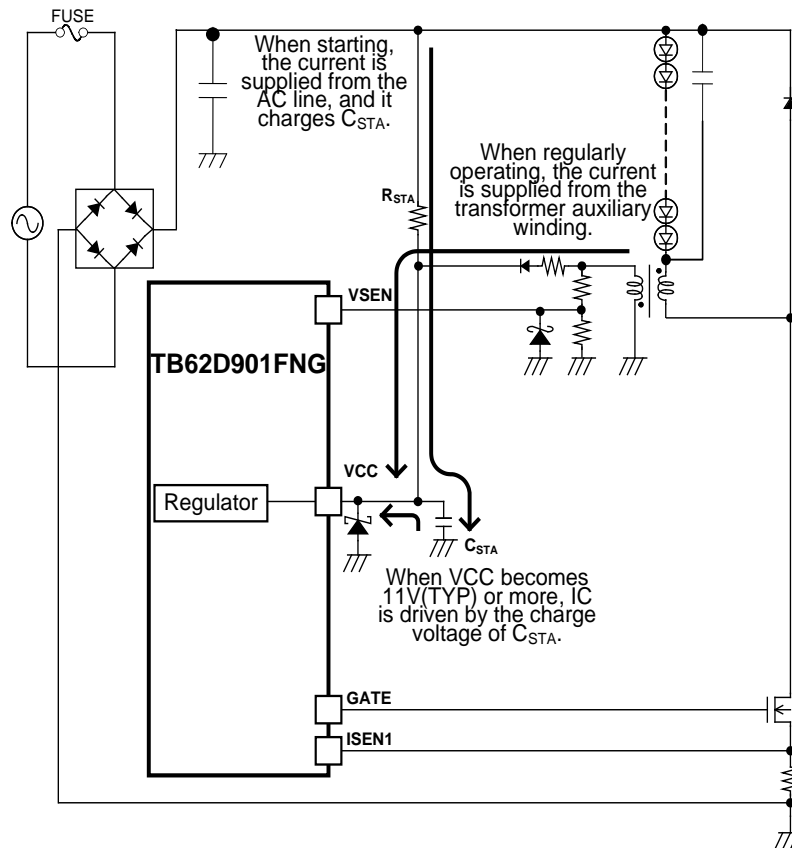 FUSE
When starting,
the current is
supplied from the
AC line, and it
charges CSTA.
When regularly
operating, the current
is supplied from the
transformer auxiliary
winding.
RSTA
VSEN
TB62D901FNG
VCC
Regulator
CSTA
When VCC becomes
11V(TYP) or more, IC
is driven by the charge
voltage of CSTA.
GATE
ISEN1